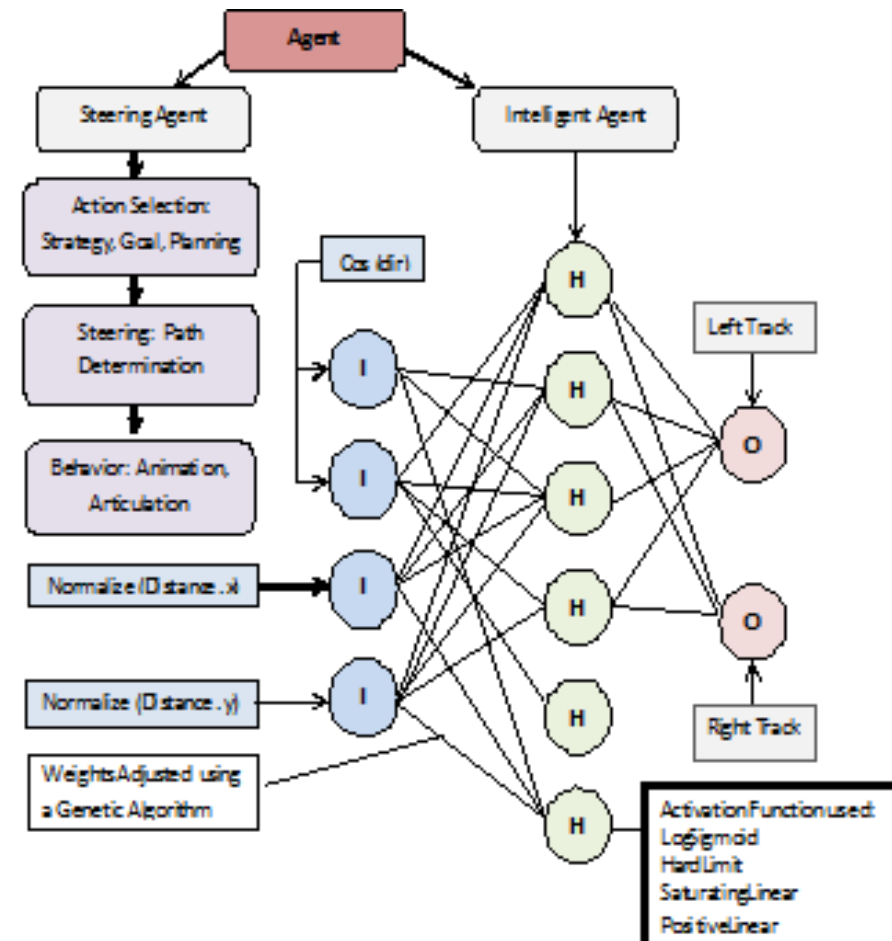 Agent
Steering Agent
Intelligent Agent
Action Selection:
Strategy, Goal, Planning
Cos (dir)
Steering: Path
Determination
Left Track
Behavior: Animation,
Articulation
Normalize (Distance.x)
Normalize (Distance.y)
Right Track
Weights Adjusted using
a Genetic Algorithm
I
I
I
I
H
H
H
H
H
H
O
O
Activation Function used:
LogSigmoid
HardLimit
SaturatingLinear
PositiveLinear